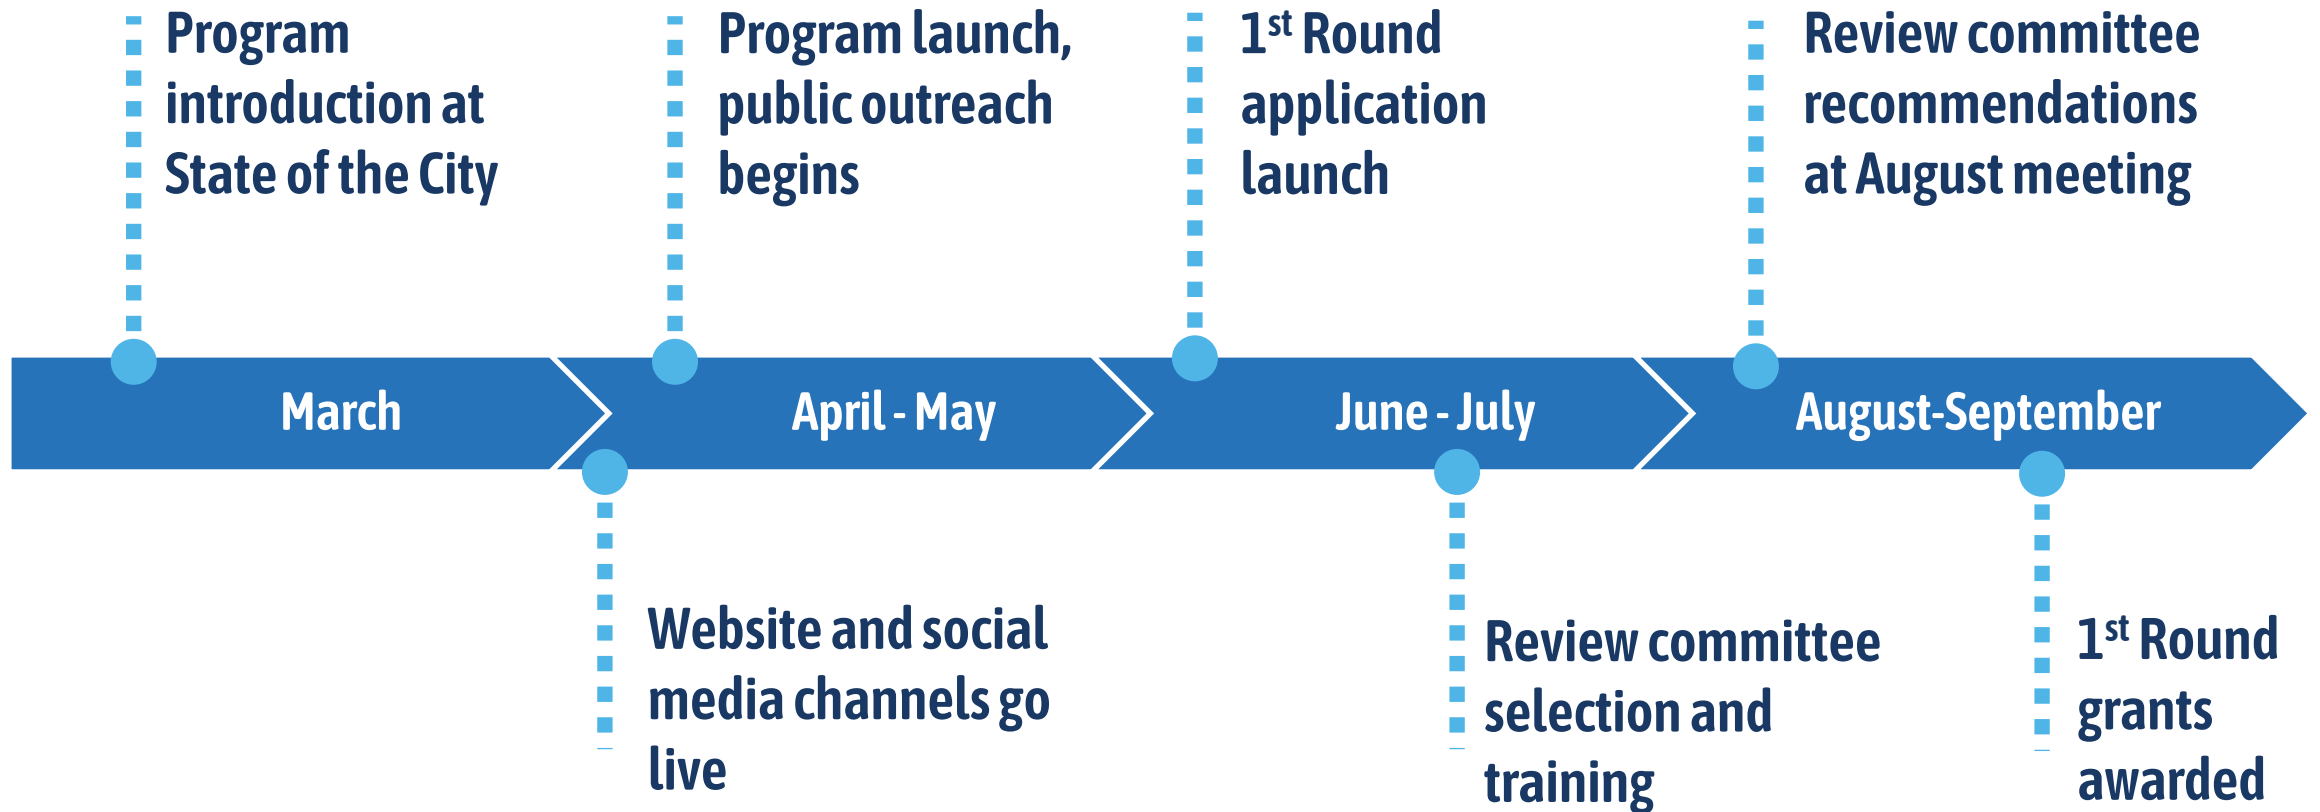 Program
introduction at
State of the City
Program launch,
public outreach
begins
1st Round
application
launch
Review committee
recommendations
at August meeting
March
April - May
June - July
August-September
Website and social
media channels go
live
Review committee
selection and
training
1st Round
grants
awarded